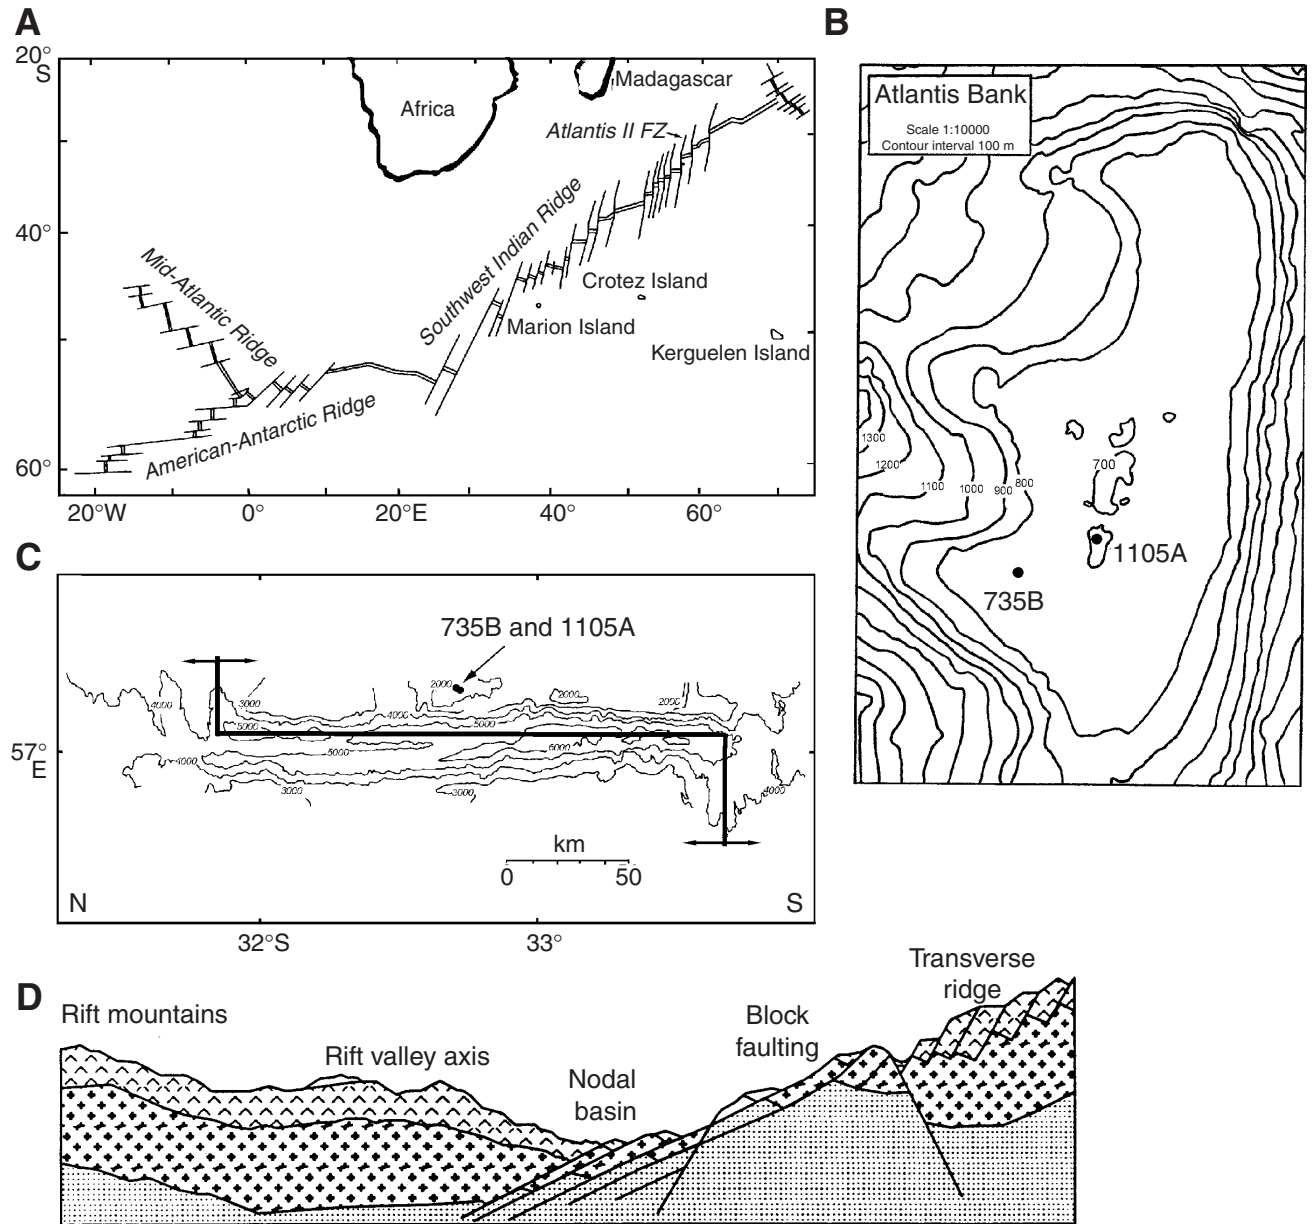 A
20°
S
40°
60°
20°W
0°
20°E
40°
60°
Africa
Madagascar
Atlantis II FZ
Southwest Indian Ridge
Mid-Atlantic Ridge
American-Antarctic Ridge
Crotez Island
Marion Island
Kerguelen Island
B
Atlantis Bank
Scale 1:10000
Contour interval 100 m
1300
1200
1100
1000
900
800
700
1105A
735B
C
735B and 1105A
57°
E
4000
3000
5000
4000
2000
5000
2000
2000
5000
6000
4000
3000
3000
4000
km
0
50
N
S
32°S
33°
D
Rift mountains
Rift valley axis
Nodal
basin
Block
faulting
Transverse
ridge